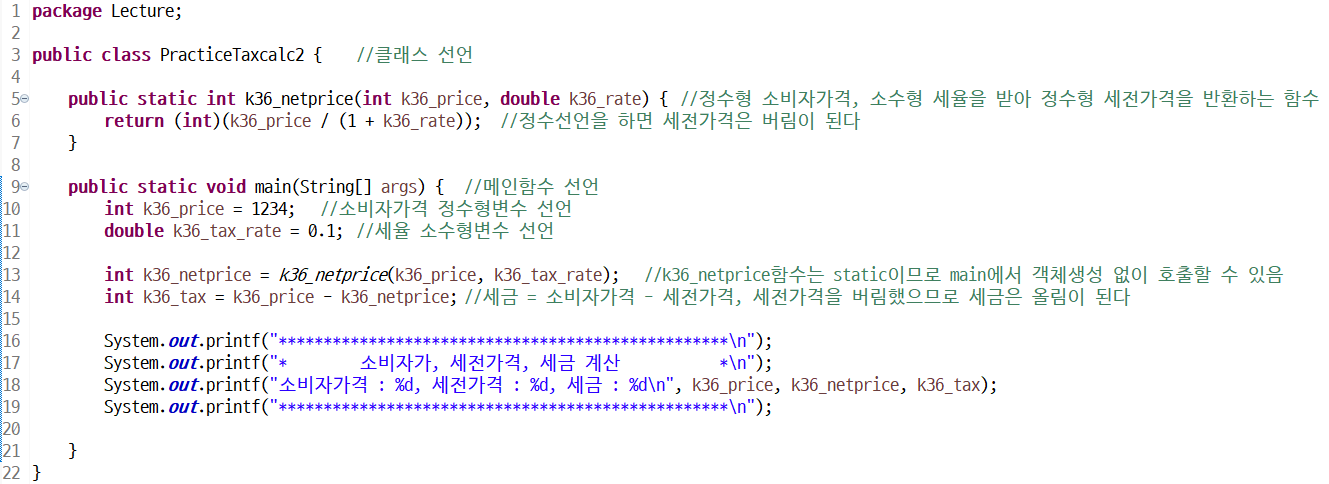 1 package Lecture;
2
3 public class PracticeTaxcalc2 {    //클래스 선언
4
5     public static int k36_netprice(int k36_price, double k36_rate) { //정수형 소비자가격, 소수형 세율을 받아 정수형 세전가격을 반환하는 함수
6         return (int)(k36_price / (1 + k36_rate));  //정수선언을 하면 세전가격은 버림이 된다
7     }
8
9     public static void main(String[] args) {  //메인함수 선언
10         int k36_price = 1234;   //소비자가격 정수형변수 선언
11         double k36_tax_rate = 0.1; //세율 소수형변수 선언
12
13         int k36_netprice = k36_netprice(k36_price, k36_tax_rate);   //k36_netprice함수는 static이므로 main에서 객체생성 없이 호출할 수 있음
14         int k36_tax = k36_price - k36_netprice; //세금 = 소비자가격 - 세전가격, 세전가격을 버림했으므로 세금은 올림이 된다
15
16         System.out.printf("**************************************************\n");
17         System.out.printf("*        소비자가, 세전가격, 세금 계산           *\n");
18         System.out.printf("소비자가격 : %d, 세전가격 : %d, 세금 : %d\n", k36_price, k36_netprice, k36_tax);
19         System.out.printf("**************************************************\n");
20
21     }
22 }